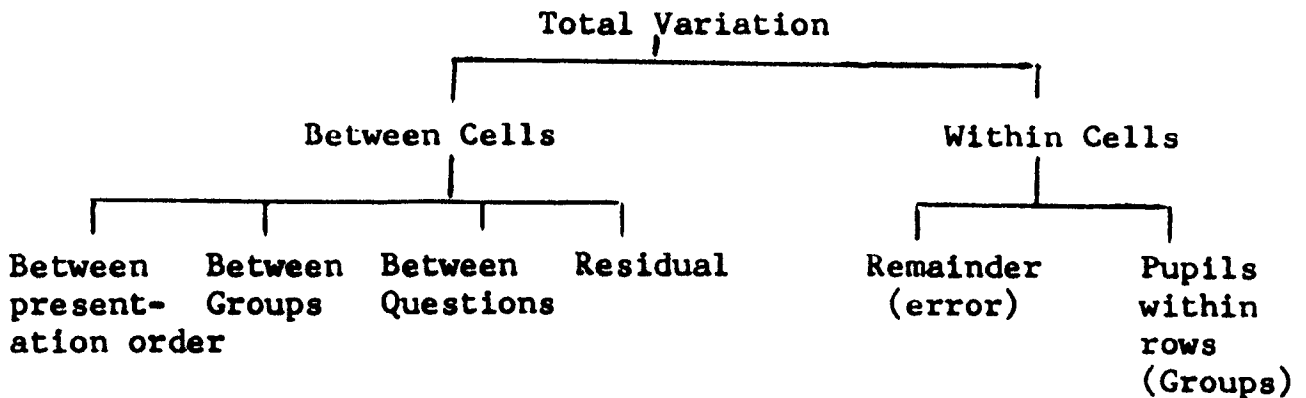 Total Variation
Between Cells
Within Cells
Between present- ation order
Between Groups
Between Questions
Residual
Remainder (error)
Pupils within rows (Groups)